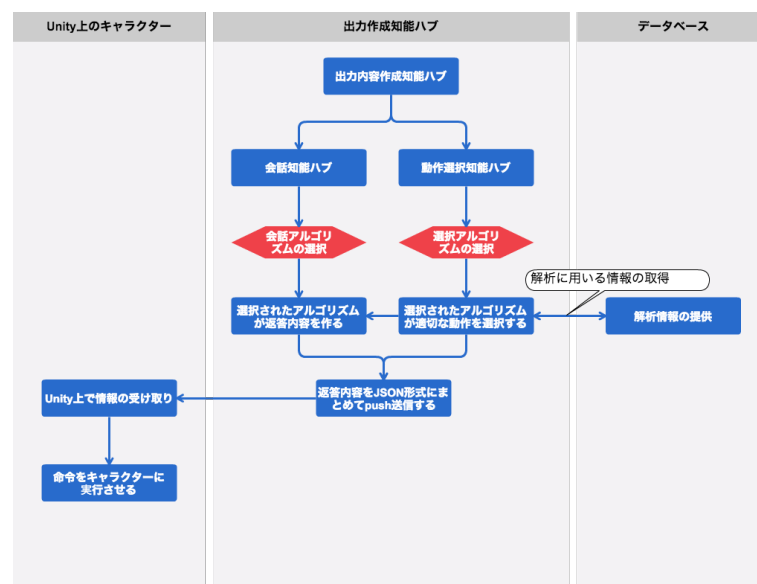 Unity上のキャラクター
出力作成知能ハブ
データベース
出力内容作成知能ハブ
会話知能ハブ
動作選択知能ハブ
会話アルゴリ
ズムの選択
選択アルゴリ
ズムの選択
解析に用いる情報の取得
選択されたアルゴリズム
が返答内容を作る
選択されたアルゴリズム
が適切な動作を選択する
解析情報の提供
返答内容をJSON形式にま
とめてpush送信する
Unity上で情報の受け取り
命令をキャラクターに
実行させる